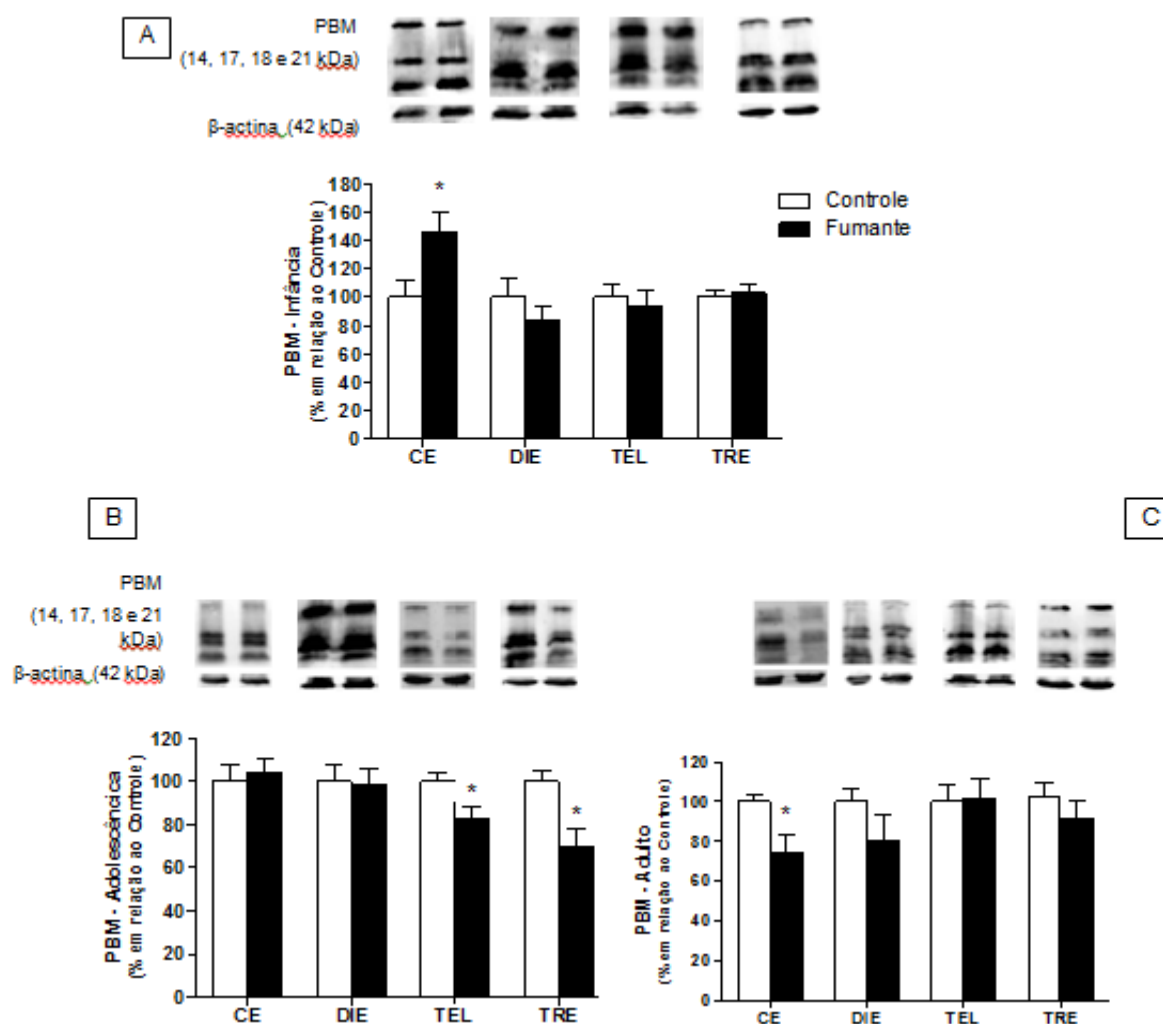 A
PBM
(14, 17, 18 e 21 kDa)
β-actina (42 kDa)
PBM - Infância
(% em relação ao Controle)
180
160
140
120
100
80
60
40
20
0
*
Controle
Fumante
CE DIE TEL TRE
B
C
PBM
(14, 17, 18 e 21
kDa)
β-actina (42 kDa)
PBM - Adolescêncica
(% em relação ao Controle)
120
100
80
60
40
20
0
*
*
CE DIE TEL TRE
PBM - Adulto
(% em relação ao Controle)
120
100
80
60
40
20
0
*
CE DIE TEL TRE